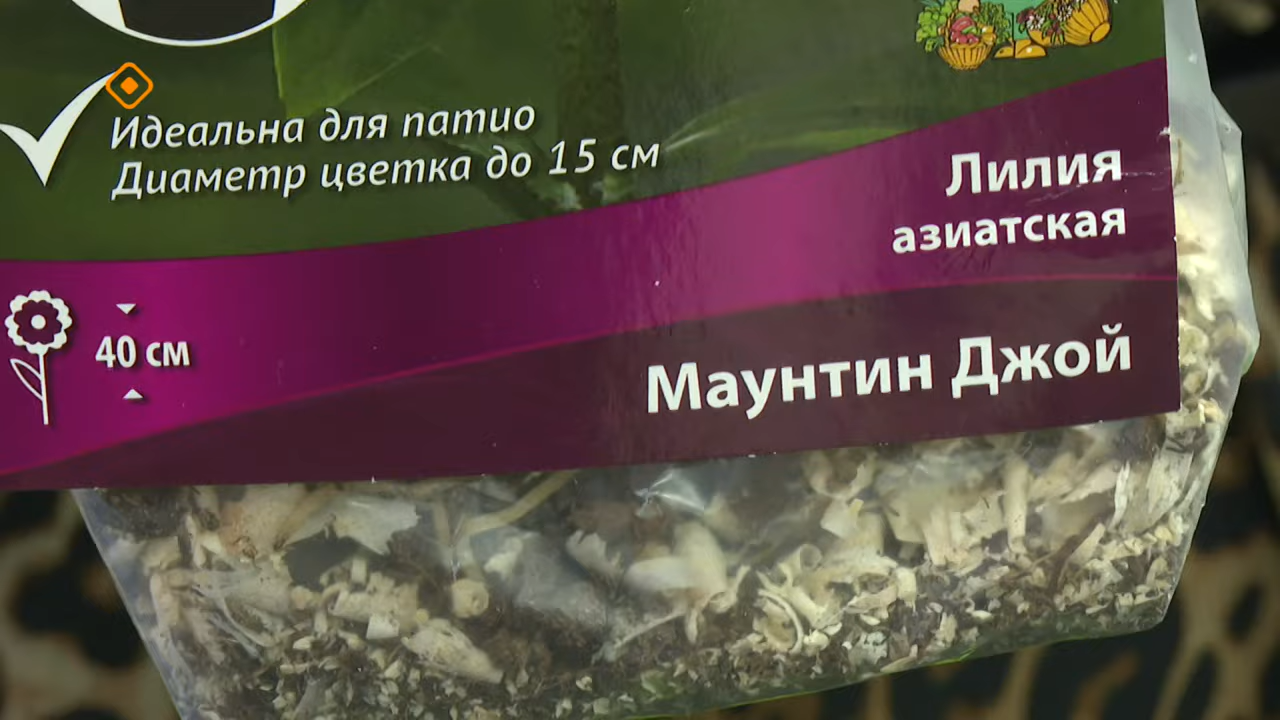 Идеальна для патио
Диаметр цветка до 15 см
Лилия
азиатская
40 см
Маунтин Джой